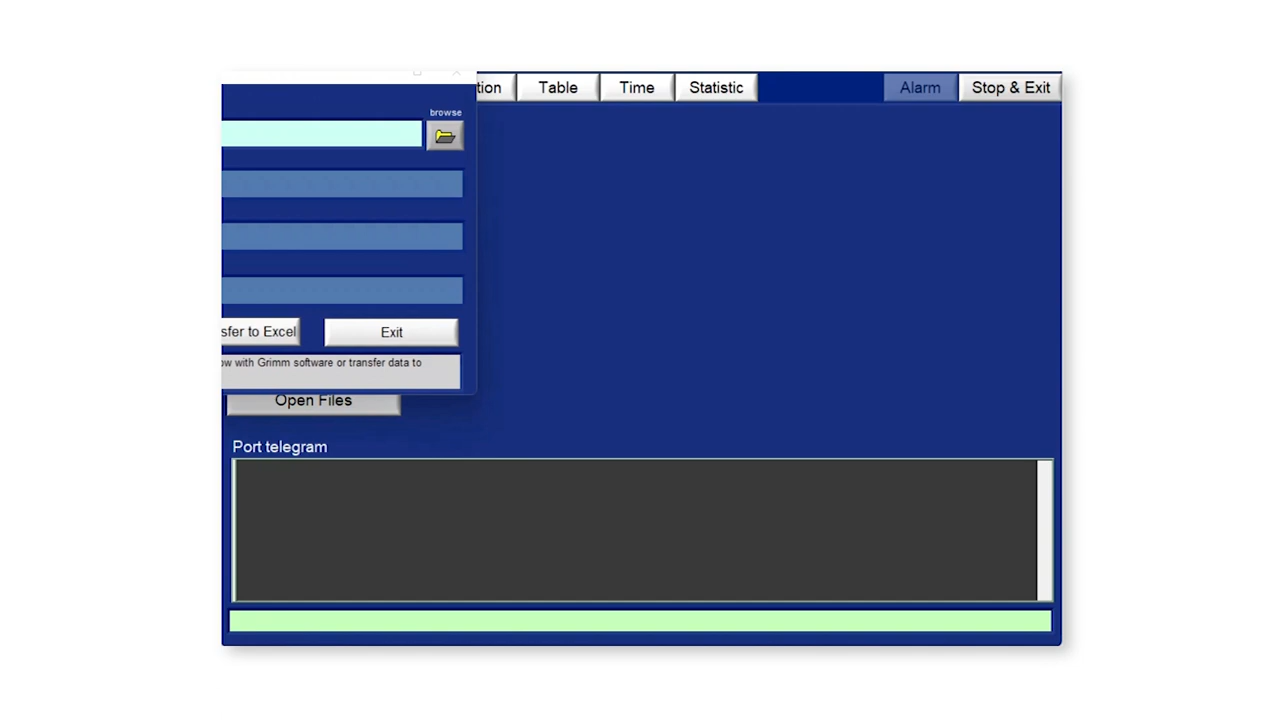 tion Table Time Statistic Alarm Stop & Exit
browse
sfer to Excel Exit
ow with Grimm software or transfer data to
Open Files
Port telegram